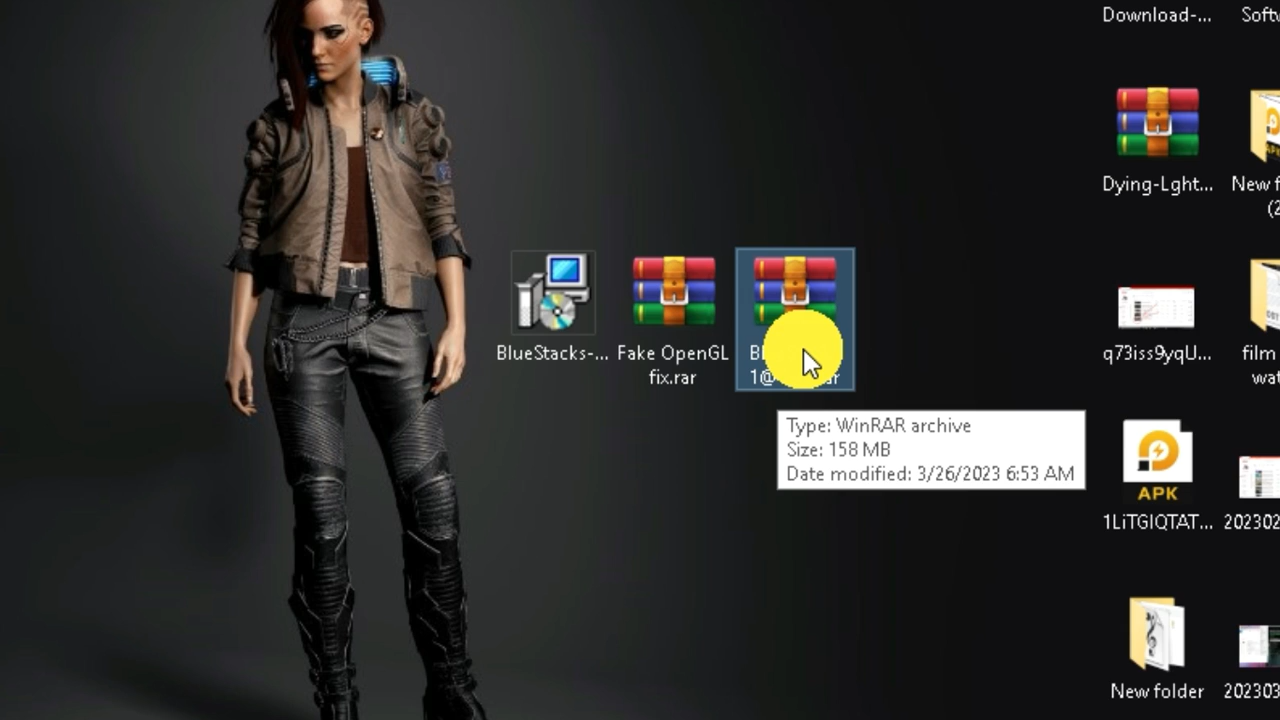 Download-...
Dying-Lght...
New f
(2
BlueStacks-...
Fake OpenGL
fix.rar
Type: WinRAR archive
Size: 158 MB
Date modified: 3/26/2023 6:53 AM
q73iss9yqU...
film
wat
APK
1LiTGIQTAT...
202302
New folder
202303